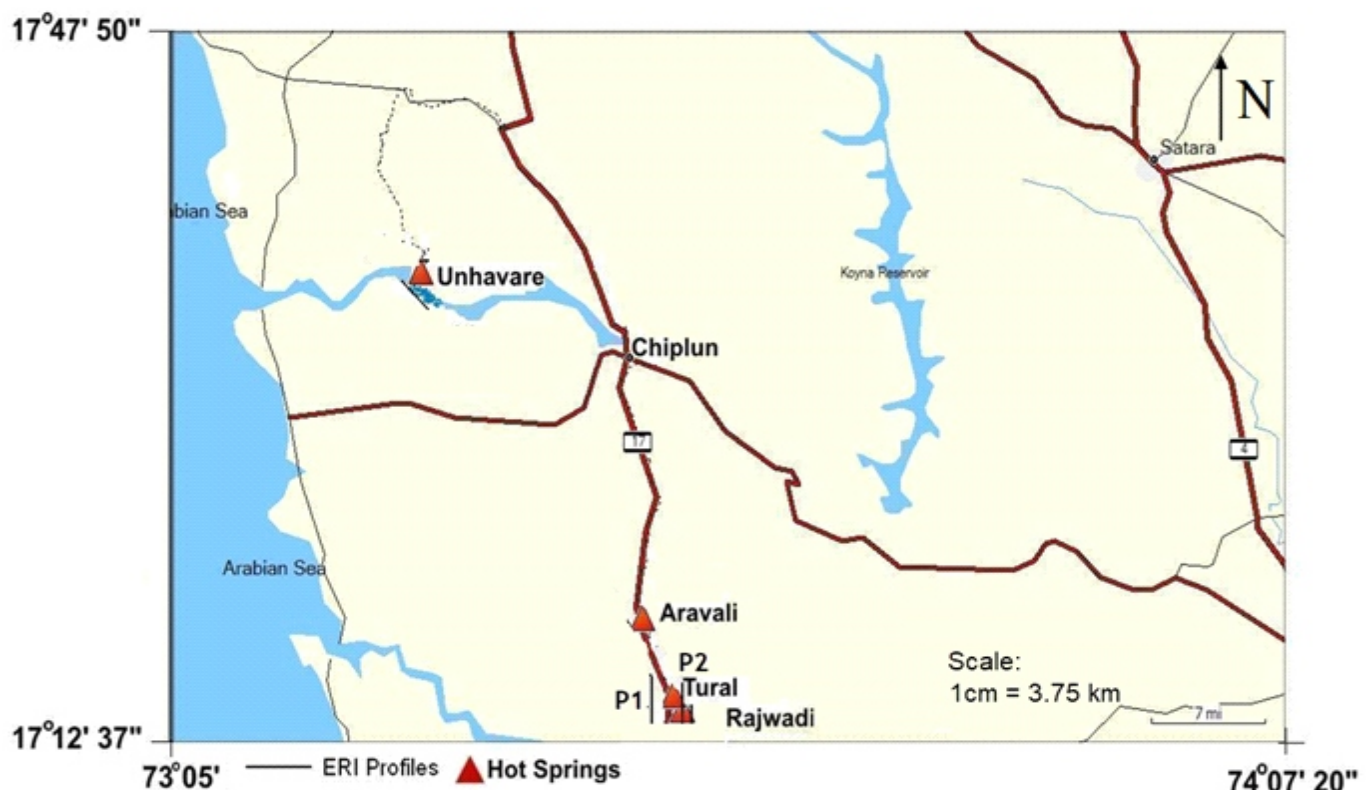 17°47' 50"
N
Satara
bian Sea
Unhavare
Koyna Reservoir
Chiplun
17
4
Arabian Sea
Aravali
P2
Scale:
Tural
1cm = 3.75 km
P1
Rajwadi
7 mi
17°12' 37"
73°05'
ERI Profiles
Hot Springs
74°07' 20"